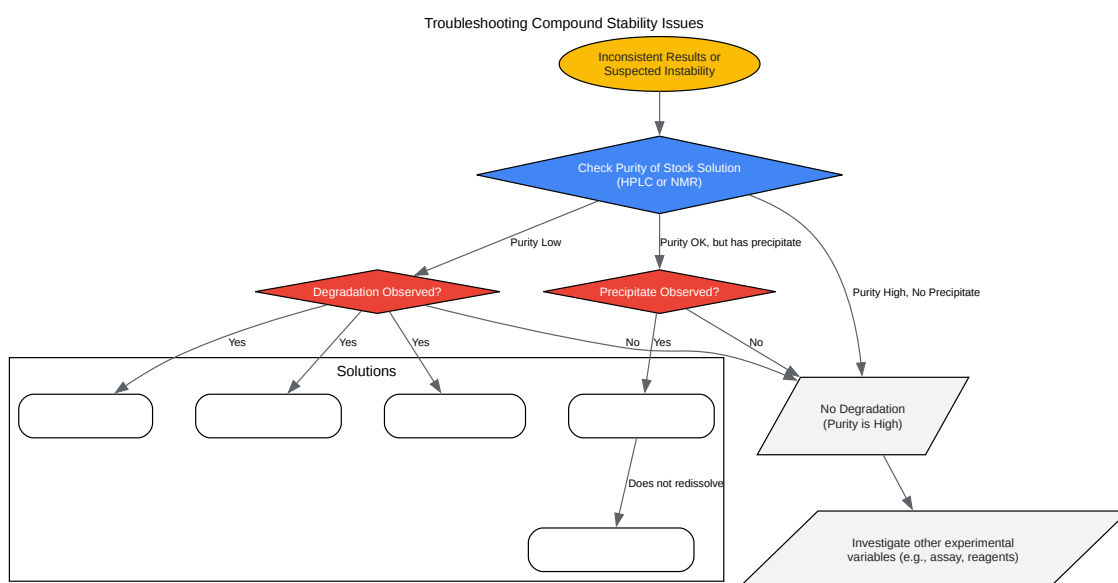 Troubleshooting Compound Stability Issues
Inconsistent Results or
Suspected Instability
Check Purity of Stock Solution
(HPLC or NMR)
Purity Low
Purity OK, but has precipitate
Purity High, No Precipitate
Degradation Observed?
Precipitate Observed?
Yes
Yes
Yes
No
Yes
No
Solutions
No Degradation
(Purity is High)
Does not redissolve
Investigate other experimental
variables (e.g., assay, reagents)